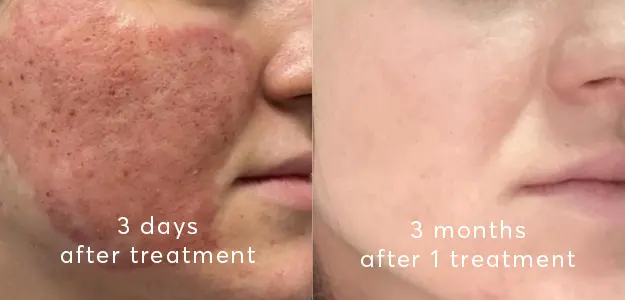 3 days
after treatment
3 months
after 1 treatment